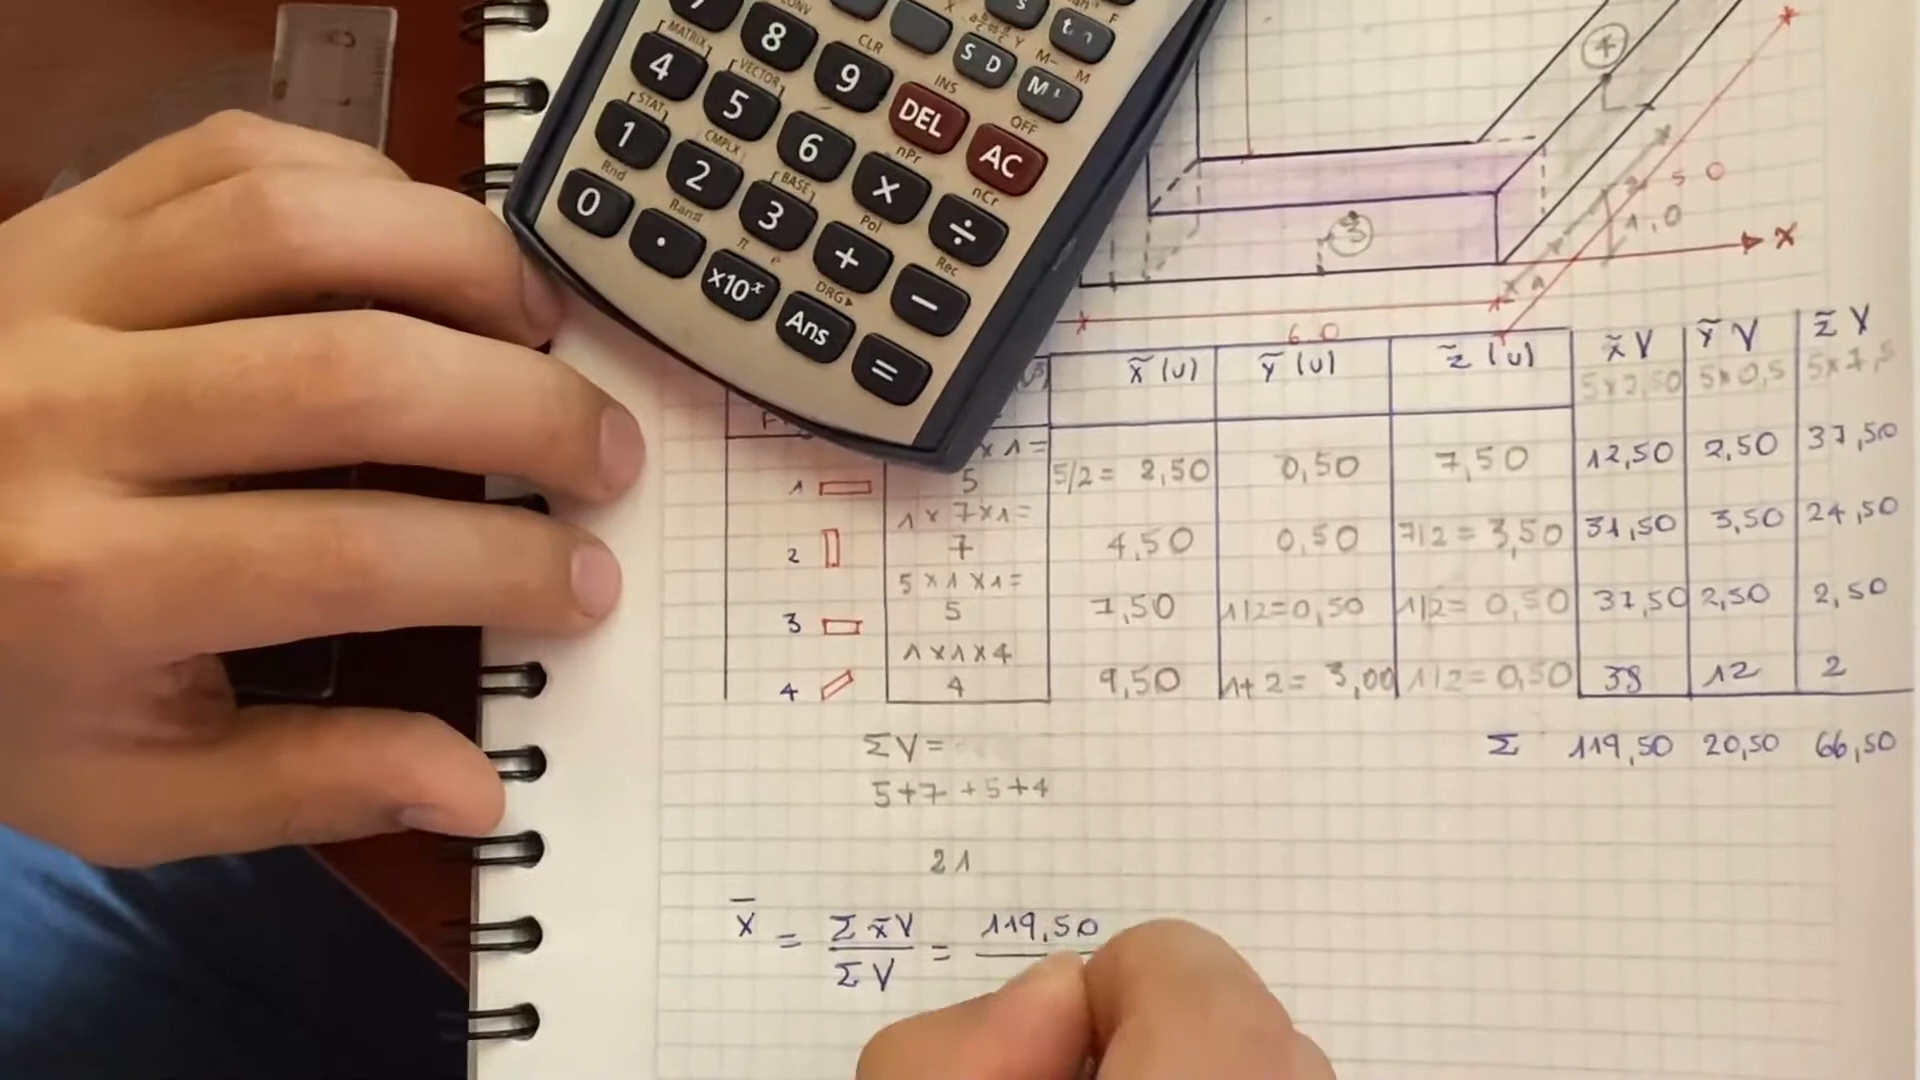 CONV F
MATRIX 8 CLR S D M- M
4 VECTOR 9 INS M
STAT 5 DEL OFF
1 CMPLX 6 nPr AC
Rnd 2 BASE X nCr
0 Ran# 3 Pol ÷
. π e + Rec
×10ˣ DRG▶ −
Ans
=
4
3
50
1,0
x
6.0
x̃ (u) ỹ (u) z̃ (u) x̃ V ỹ V z̃ V
5x2,50 5x0,5 5x7,5
x 1 =
1 5 5/2 = 2,50 0,50 7,50 12,50 2,50 37,50
1 x 7 x 1 =
2 7 4,50 0,50 7/2 = 3,50 31,50 3,50 24,50
5 x 1 x 1 =
3 5 7,50 1/2=0,50 1/2= 0,50 37,50 2,50 2,50
1 x 1 x 4
4 4 9,50 1+2= 3,00 1/2=0,50 38 12 2
ΣV = Σ 119,50 20,50 66,50
5+7+5+4
21
x̄ = Σ x̃ V / Σ V = 119,50